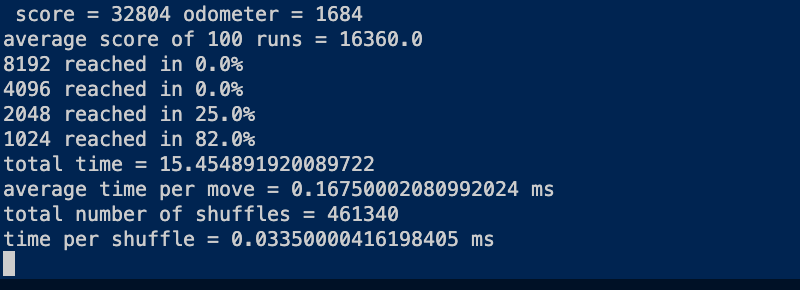 score = 32804 odometer = 1684
average score of 100 runs = 16360.0
8192 reached in 0.0%
4096 reached in 0.0%
2048 reached in 25.0%
1024 reached in 82.0%
total time = 15.454891920089722
average time per move = 0.16750002080992024 ms
total number of shuffles = 461340
time per shuffle = 0.03350000416198405 ms